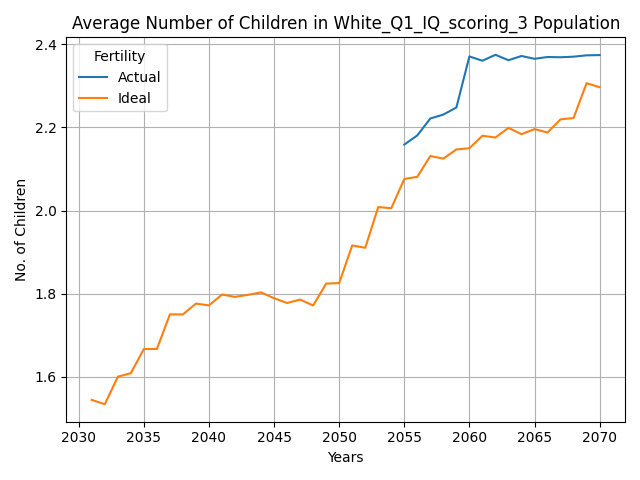 Average Number of Children in White_Q1_IQ_scoring_3 Population
Fertility
Actual
Ideal
No. of Children
2.4
2.2
2.0
1.8
1.6
2030 2035 2040 2045 2050 2055 2060 2065 2070
Years